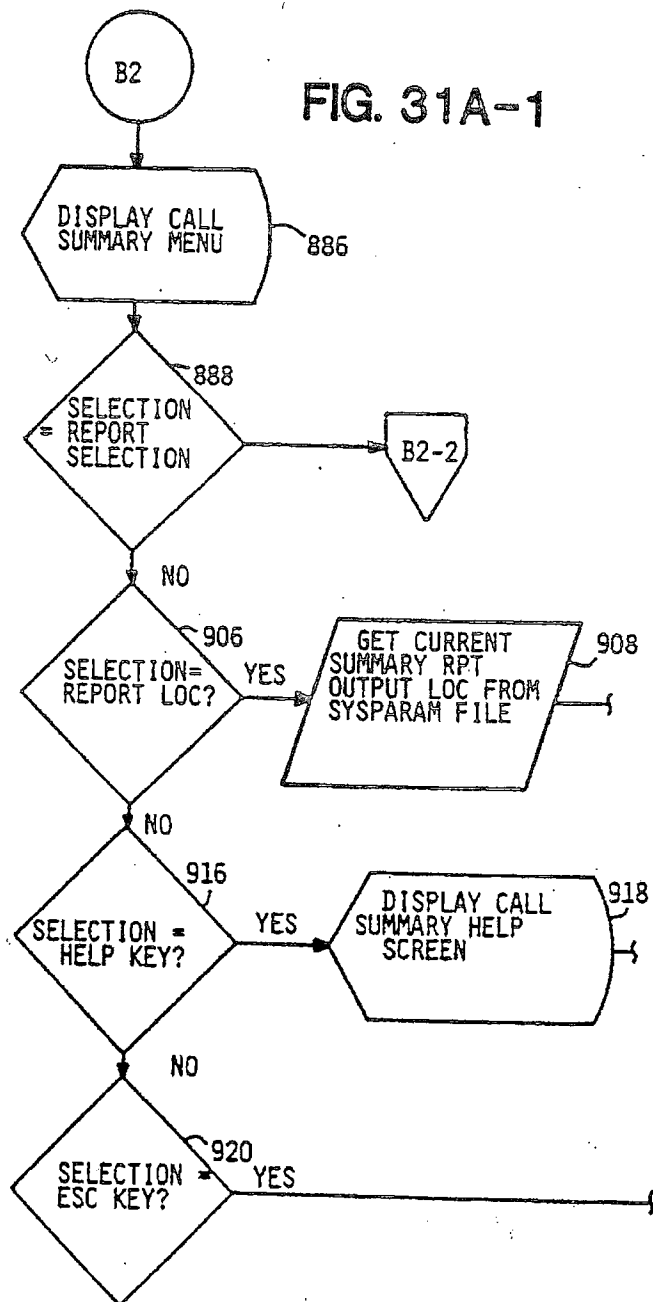 B2
FIG. 31A-1
DISPLAY CALL
SUMMARY MENU
886
888
SELECTION
= REPORT
SELECTION
B2-2
NO
906
SELECTION=
REPORT LOC?
YES
GET CURRENT
SUMMARY RPT
OUTPUT LOC FROM
SYSPARAM FILE
908
NO
916
SELECTION =
HELP KEY?
YES
DISPLAY CALL
SUMMARY HELP
SCREEN
918
NO
920
SELECTION =
ESC KEY?
YES